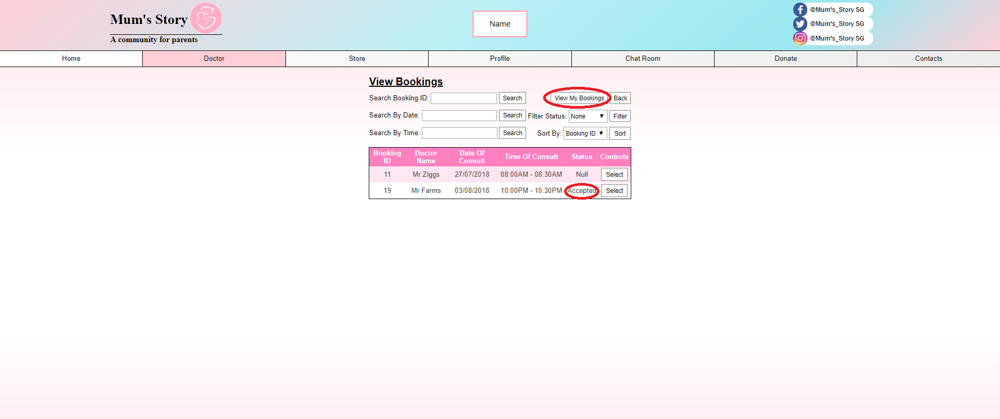 Mum's Story
A community for parents
Name
@Mum's_Story SG
@Mum's_Story SG
@Mum's_Story SG
Home Doctor Store Profile Chat Room Donate Contacts
View Bookings
Search Booking ID: Search View My Bookings Back
Search By Date: Search Filter Status: None Filter
Search By Time: Search Sort By: Booking ID Sort
Booking ID Doctor Name Date Of Consult Time Of Consult Status Controls
11 Mr Ziggs 27/07/2018 08:00AM - 08:30AM Null Select
19 Mr Farms 03/08/2018 10:00PM - 10:30PM Accepted Select